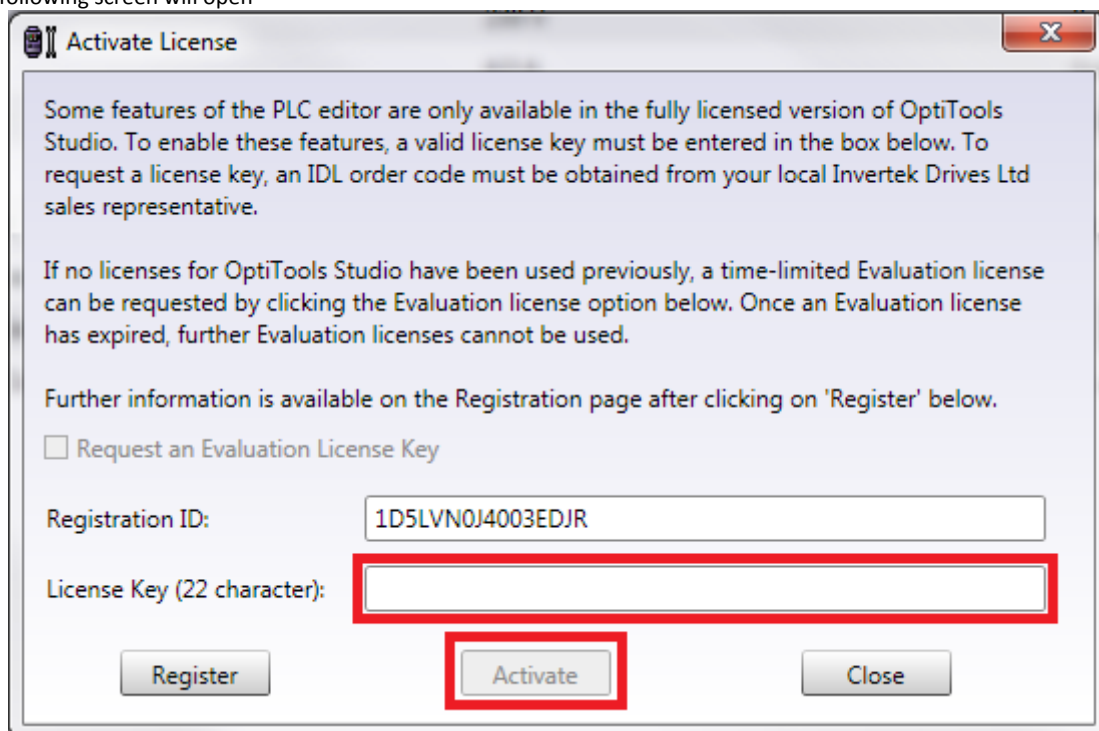 following screen will open
Activate License
Some features of the PLC editor are only available in the fully licensed version of OptiTools
Studio. To enable these features, a valid license key must be entered in the box below. To
request a license key, an IDL order code must be obtained from your local Invertek Drives Ltd
sales representative.
If no licenses for OptiTools Studio have been used previously, a time-limited Evaluation license
can be requested by clicking the Evaluation license option below. Once an Evaluation license
has expired, further Evaluation licenses cannot be used.
Further information is available on the Registration page after clicking on 'Register' below.
Request an Evaluation License Key
Registration ID: 1D5LVN0J4003EDJR
License Key (22 character):
Register Activate Close